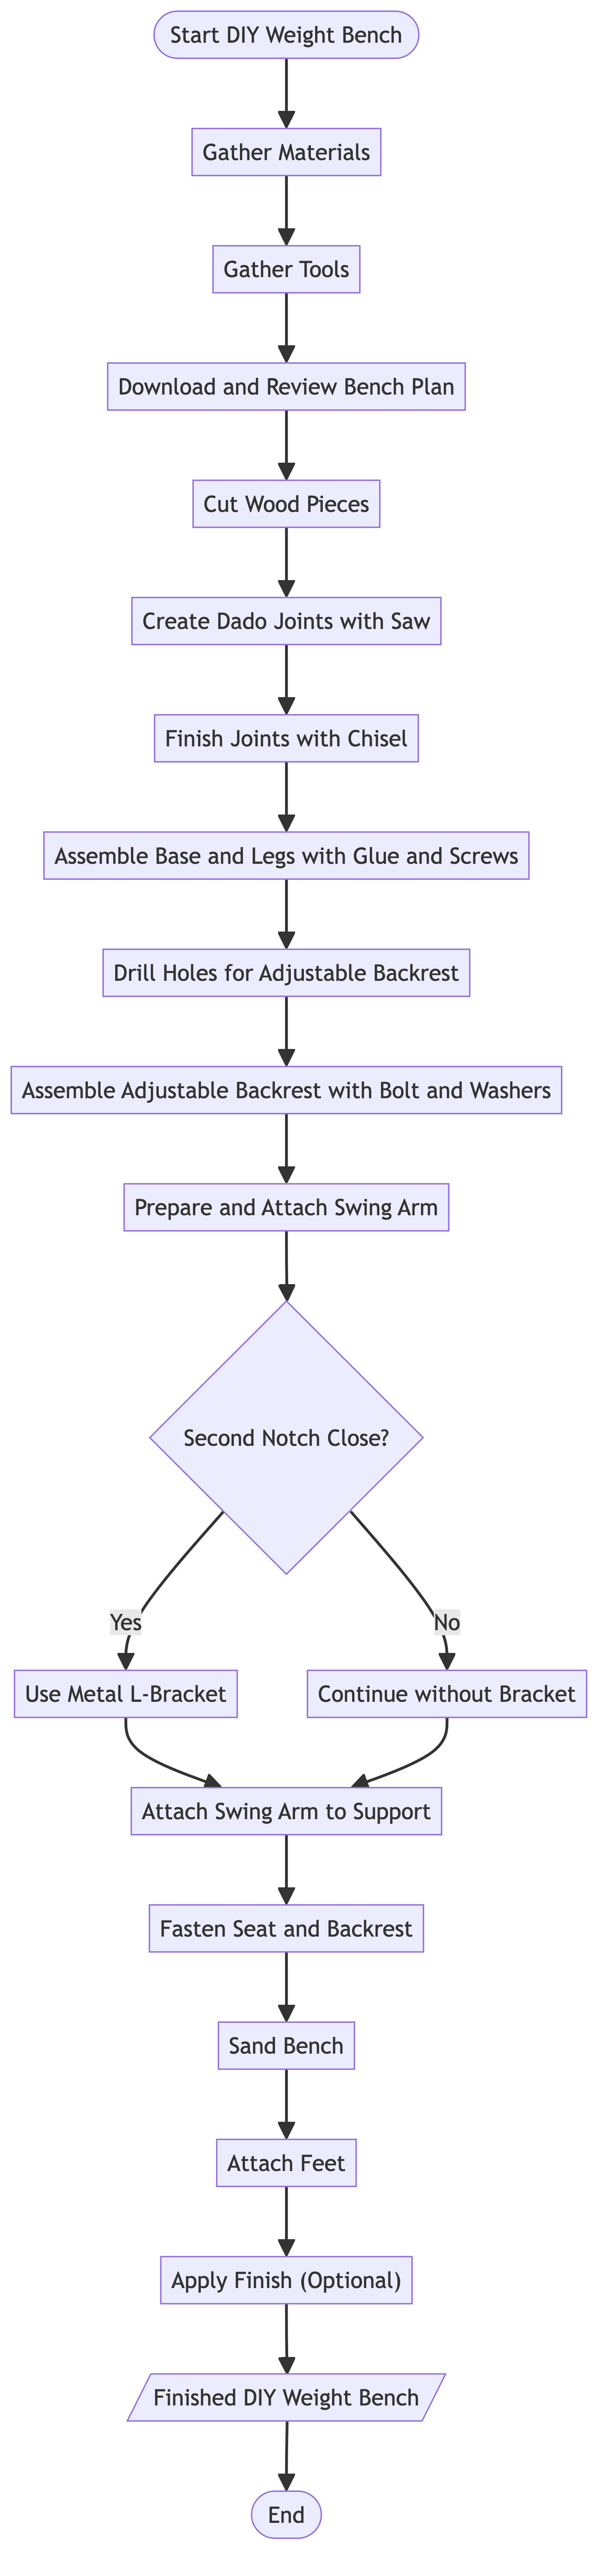 Start DIY Weight Bench
Gather Materials
Gather Tools
Download and Review Bench Plan
Cut Wood Pieces
Create Dado Joints with Saw
Finish Joints with Chisel
Assemble Base and Legs with Glue and Screws
Drill Holes for Adjustable Backrest
Assemble Adjustable Backrest with Bolt and Washers
Prepare and Attach Swing Arm
Second Notch Close?
Yes
No
Use Metal L-Bracket
Continue without Bracket
Attach Swing Arm to Support
Fasten Seat and Backrest
Sand Bench
Attach Feet
Apply Finish (Optional)
Finished DIY Weight Bench
End